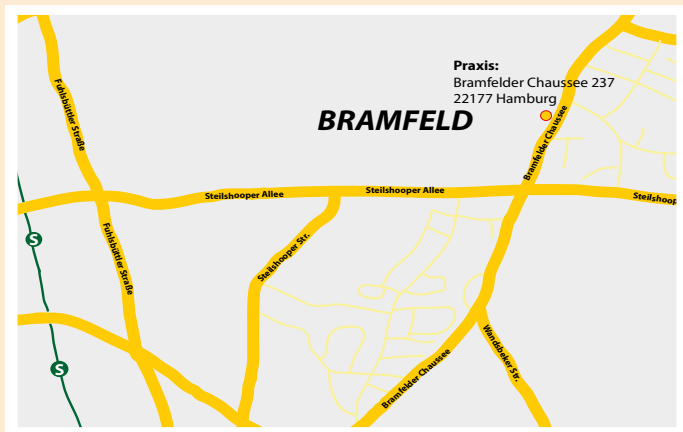 Praxis:
Bramfelder Chaussee 237
22177 Hamburg
BRAMFELD
Fuhlsbüttler Straße
Bramfelder Chaussee
Steilshooper Allee
Steilshooper Allee
Steilshoop
S
Fuhlsbüttler Straße
Steilshooper Str.
Wandsbeker Str.
Bramfelder Chaussee
S